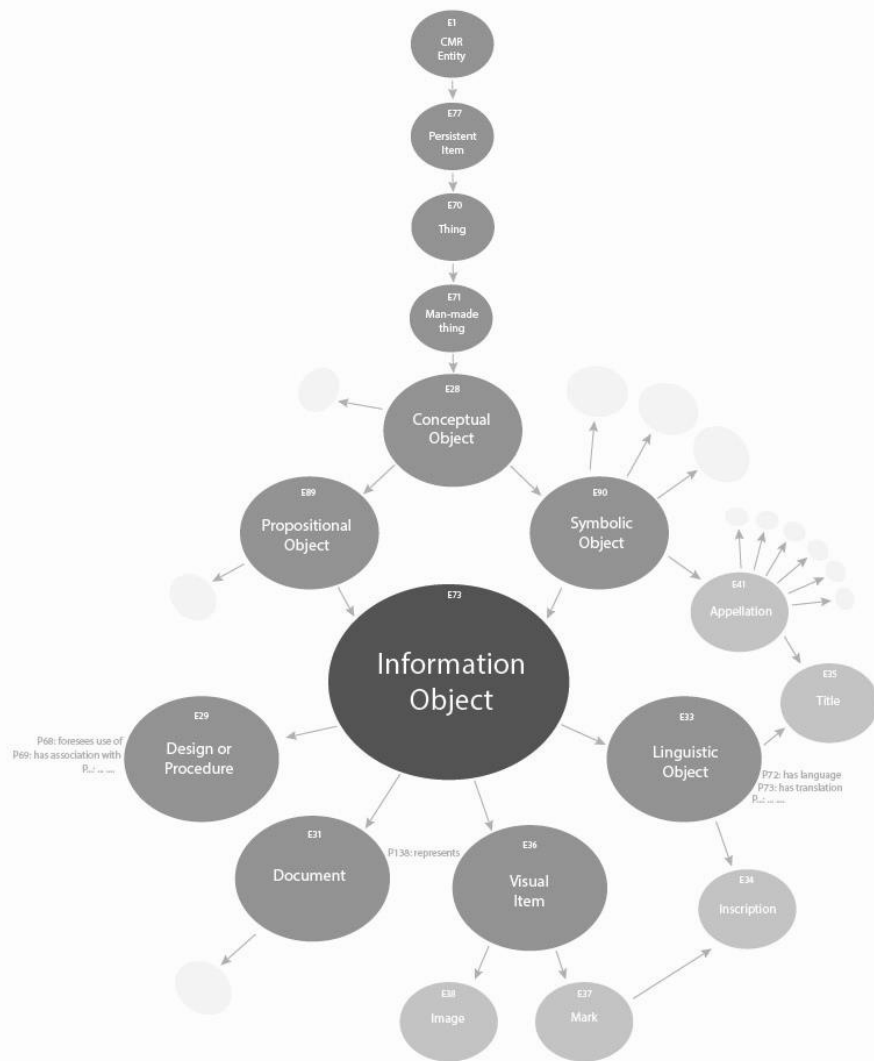 E1
CMR
Entity
E77
Persistent
Item
E70
Thing
E71
Man-made
thing
E28
Conceptual
Object
E89
Propositional
Object
E90
Symbolic
Object
E41
Appellation
E73
Information
Object
E35
Title
E29
Design or
Procedure
P68: foresees use of
P69: has association with
P...: ... ....
E33
Linguistic
Object
P72: has language
P73: has translation
P...: ... ....
E31
Document
P138: represents
E36
Visual
Item
E34
Inscription
E38
Image
E37
Mark